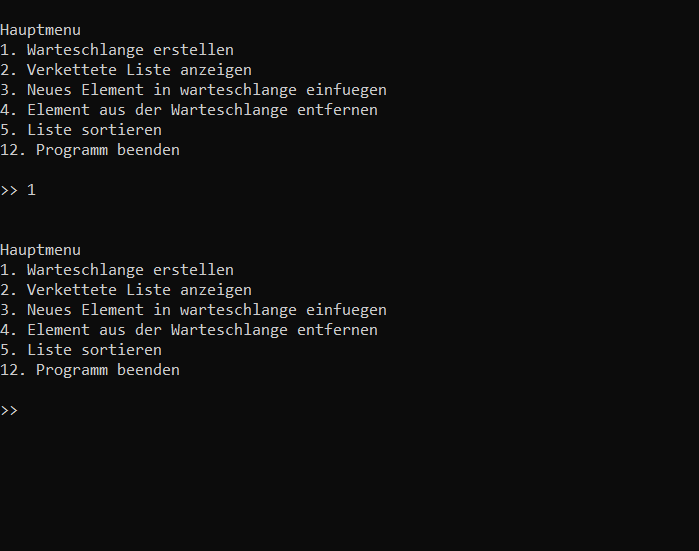 Hauptmenu
1. Warteschlange erstellen
2. Verkettete Liste anzeigen
3. Neues Element in warteschlange einfuegen
4. Element aus der Warteschlange entfernen
5. Liste sortieren
12. Programm beenden
>> 1
Hauptmenu
1. Warteschlange erstellen
2. Verkettete Liste anzeigen
3. Neues Element in warteschlange einfuegen
4. Element aus der Warteschlange entfernen
5. Liste sortieren
12. Programm beenden
>>